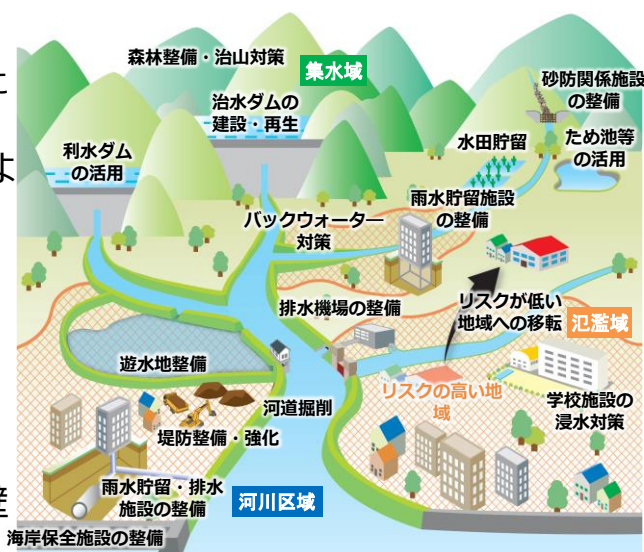 森林整備・治山対策
集水域
に
治水ダムの
建設・再生
砂防関係施設
の整備
利水ダム
の活用
よ
水田貯留
ため池等
の活用
雨水貯留施設
の整備
バックウォーター
対策
排水機場の整備
リスクが低い
地域への移転
氾濫域
遊水地整備
リスクの高い地
域
学校施設の
浸水対策
河道掘削
堤防整備・強化
雨水貯留・排水
施設の整備
河川区域
海岸保全施設の整備